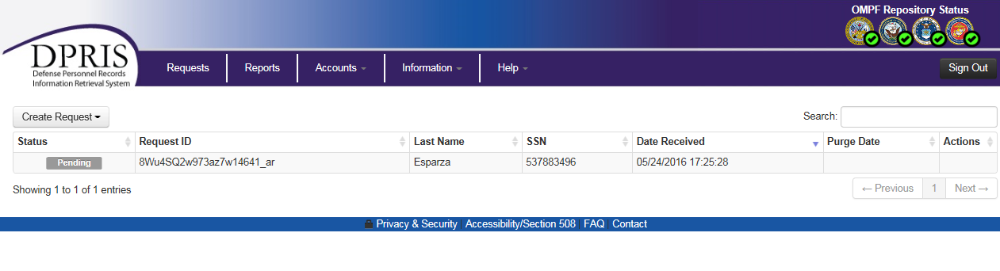 OMPF Repository Status
DPRIS
Defense Personnel Records
Information Retrieval System
Requests Reports Accounts Information Help Sign Out
Create Request Search:
Status Request ID Last Name SSN Date Received Purge Date Actions
Pending 8Wu4SQ2w973az7w14641_ar Esparza 537883496 05/24/2016 17:25:28
Showing 1 to 1 of 1 entries ← Previous 1 Next →
Privacy & Security | Accessibility/Section 508 | FAQ | Contact